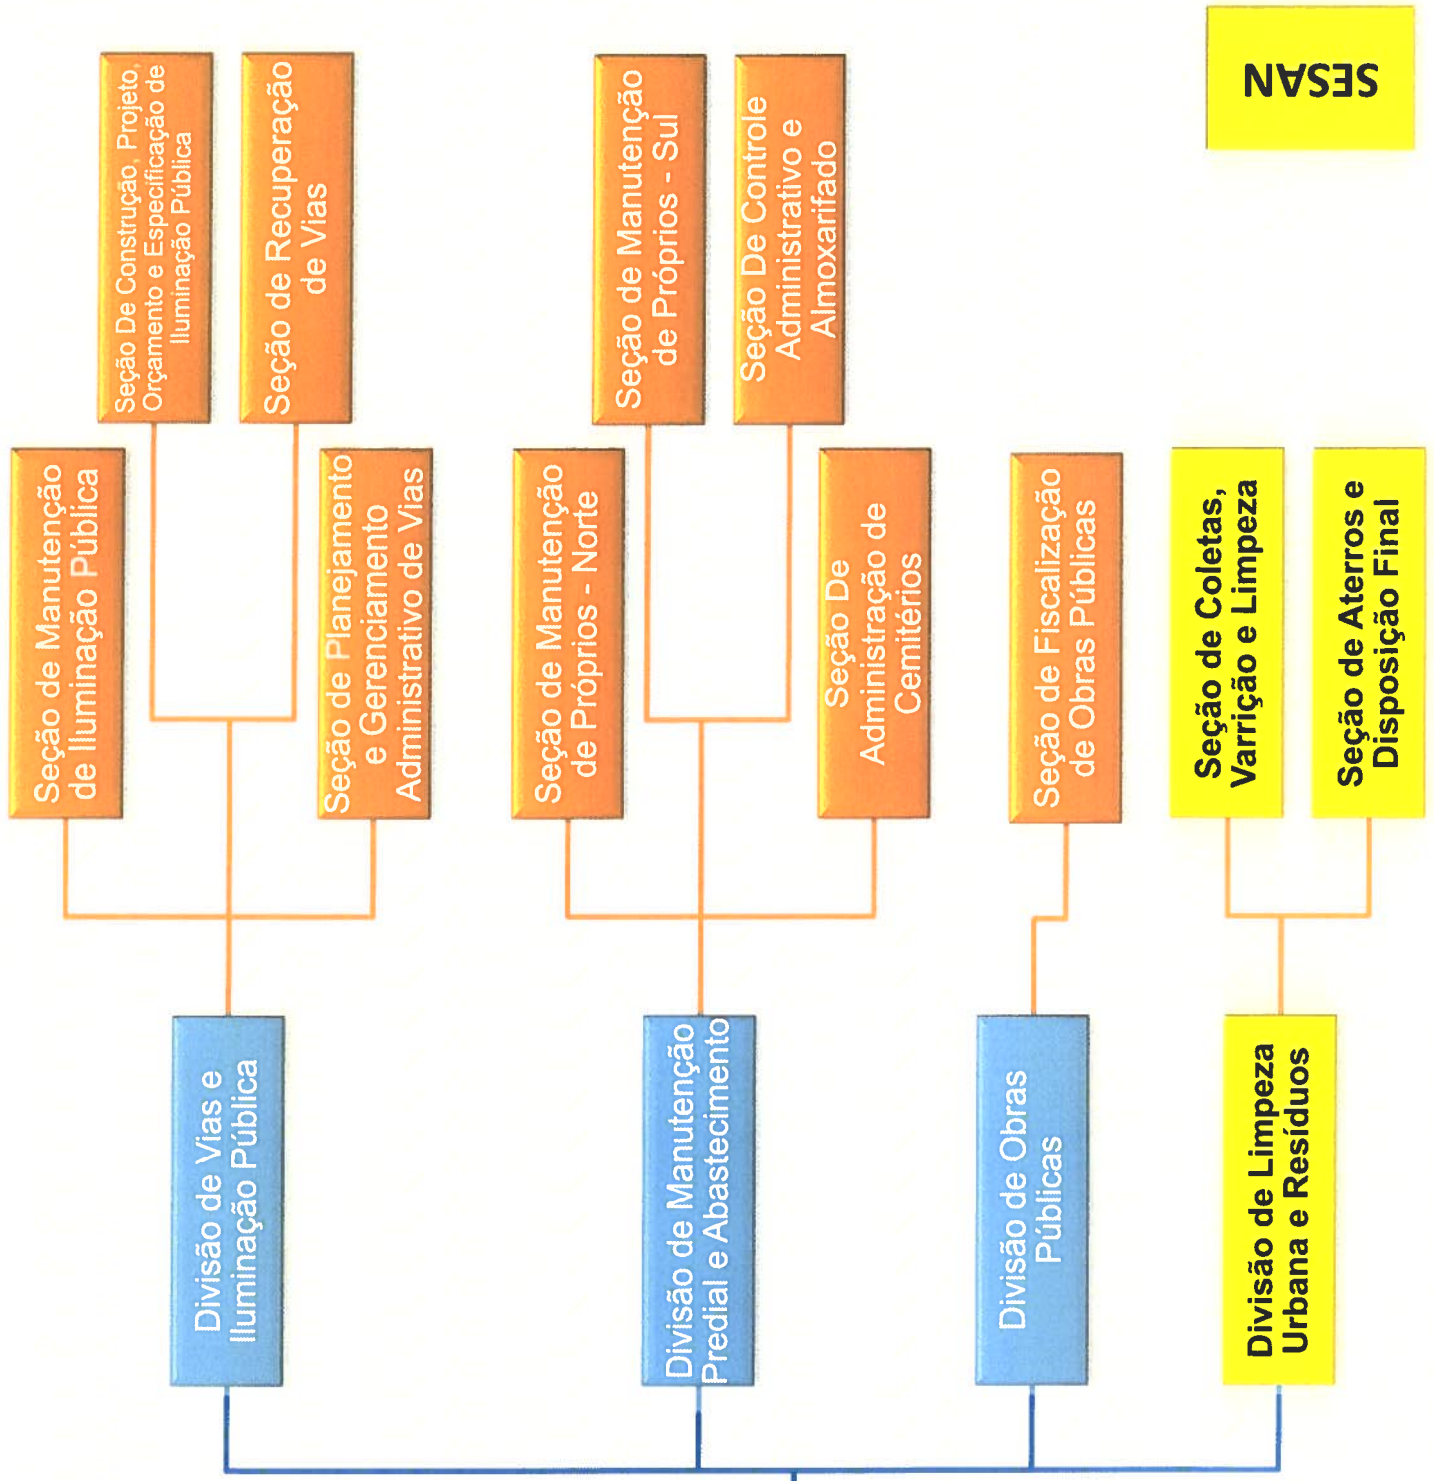 Divisão de Vias e
Iluminação Pública
Seção de Manutenção
de Iluminação Pública
Seção De Construção, Projeto,
Orçamento e Especificação de
Iluminação Pública
Seção de Recuperação
de Vias
Seção de Planejamento
e Gerenciamento
Administrativo de Vias
Divisão de Manutenção
Predial e Abastecimento
Seção de Manutenção
de Próprios - Norte
Seção de Manutenção
de Próprios - Sul
Seção De Controle
Administrativo e
Almoxarifado
Seção De
Administração de
Cemitérios
Divisão de Obras
Públicas
Seção de Fiscalização
de Obras Públicas
Divisão de Limpeza
Urbana e Resíduos
Seção de Coletas,
Varrição e Limpeza
Seção de Aterros e
Disposição Final
SESAN